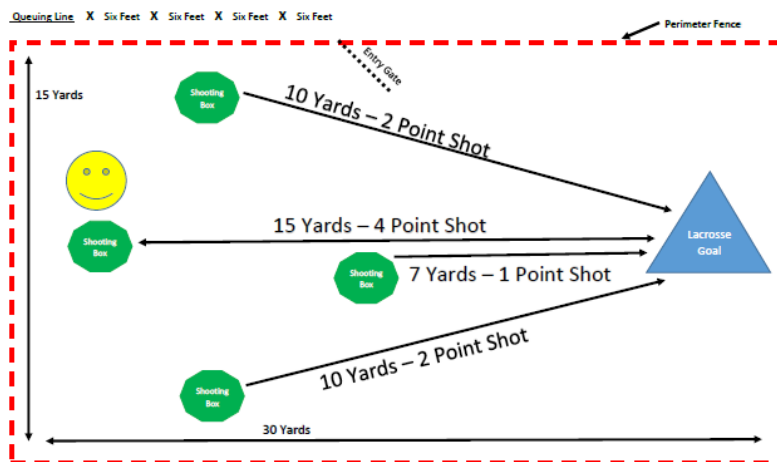 Queuing Line X Six Feet X Six Feet X Six Feet X Six Feet
Perimeter Fence
Entry Gate
15 Yards
Shooting
Box
10 Yards – 2 Point Shot
15 Yards – 4 Point Shot
Shooting
Box
Lacrosse
Goal
Shooting
Box
7 Yards – 1 Point Shot
10 Yards – 2 Point Shot
Shooting
Box
30 Yards